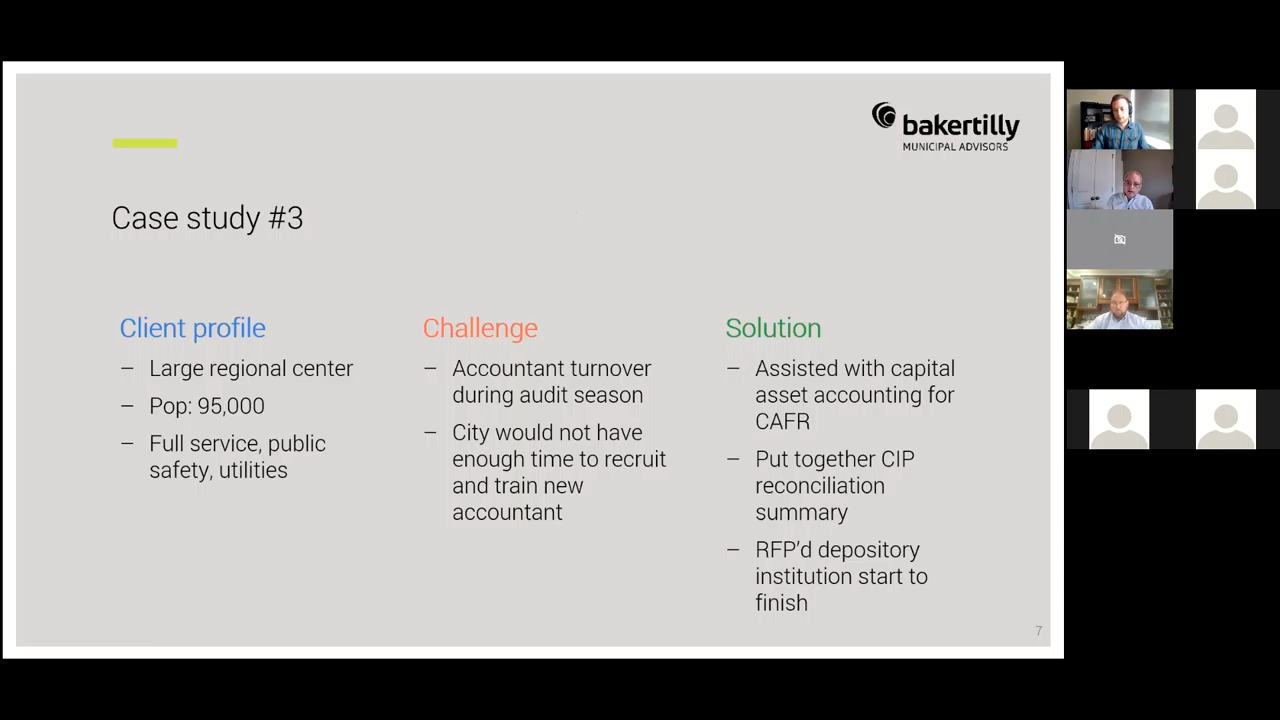 bakertilly
MUNICIPAL ADVISORS
Case study #3
Client profile
– Large regional center
– Pop: 95,000
– Full service, public
safety, utilities
Challenge
– Accountant turnover
during audit season
– City would not have
enough time to recruit
and train new
accountant
Solution
– Assisted with capital
asset accounting for
CAFR
– Put together CIP
reconciliation
summary
– RFP'd depository
institution start to
finish
7